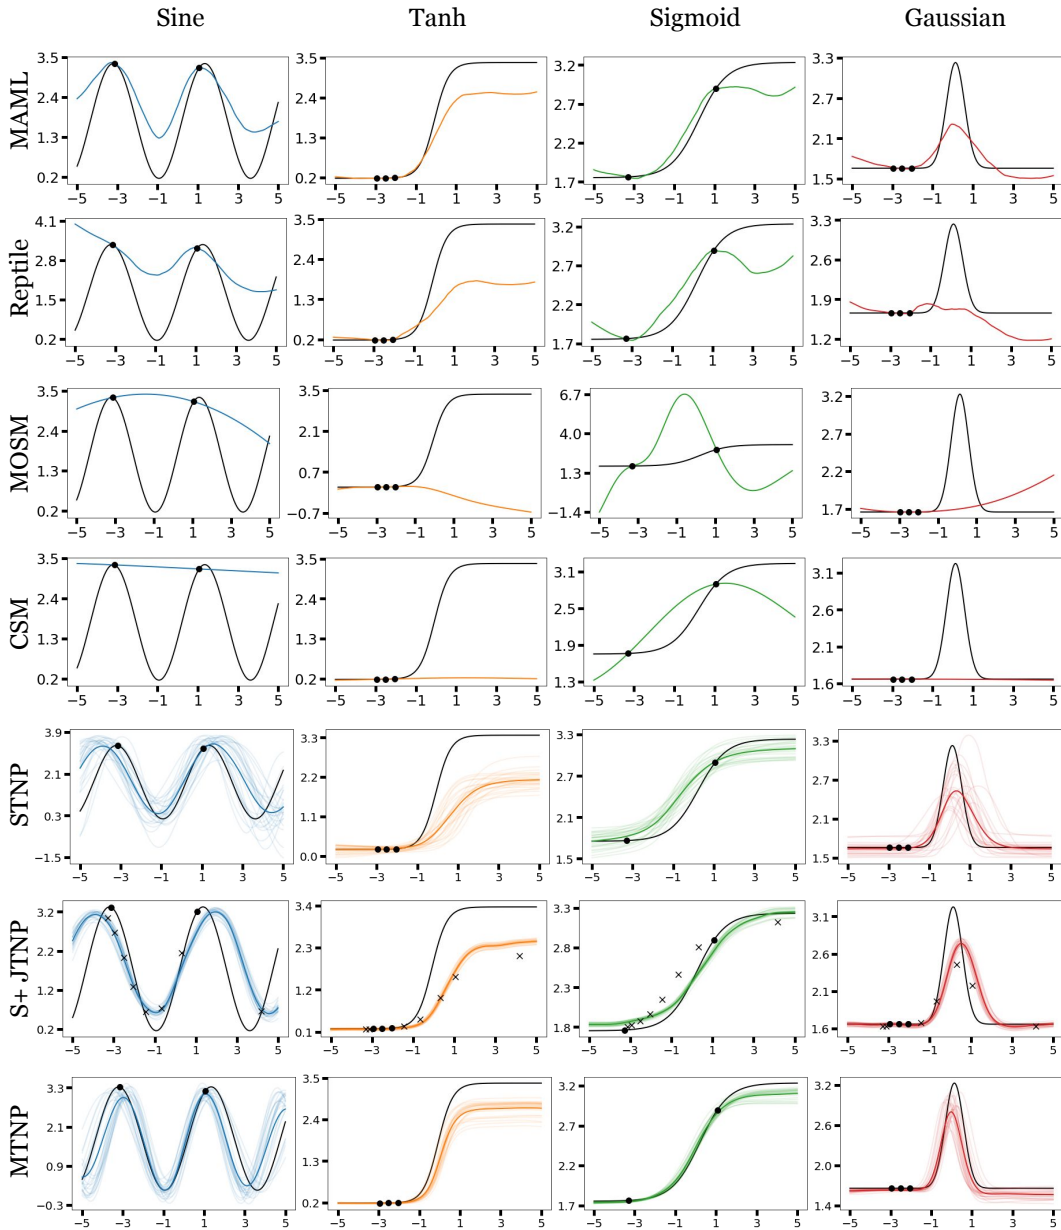 Sine Tanh Sigmoid Gaussian
MAML
3.5 2.4 1.3 0.2
−5 −3 −1 1 3 5
3.5 2.4 1.3 0.2
−5 −3 −1 1 3 5
3.2 2.7 2.2 1.7
−5 −3 −1 1 3 5
3.3 2.7 2.1 1.5
−5 −3 −1 1 3 5
Reptile
4.1 2.8 1.5 0.2
−5 −3 −1 1 3 5
3.5 2.4 1.3 0.2
−5 −3 −1 1 3 5
3.2 2.7 2.2 1.7
−5 −3 −1 1 3 5
3.3 2.6 1.9 1.2
−5 −3 −1 1 3 5
MOSM
3.5 2.4 1.3 0.2
−5 −3 −1 1 3 5
3.5 2.1 0.7 −0.7
−5 −3 −1 1 3 5
6.7 4.0 1.3 −1.4
−5 −3 −1 1 3 5
3.2 2.7 2.2 1.7
−5 −3 −1 1 3 5
CSM
3.5 2.4 1.3 0.2
−5 −3 −1 1 3 5
3.5 2.4 1.3 0.2
−5 −3 −1 1 3 5
3.1 2.5 1.9 1.3
−5 −3 −1 1 3 5
3.1 2.6 2.1 1.6
−5 −3 −1 1 3 5
STNP
3.9 2.1 0.3 −1.5
−5 −3 −1 1 3 5
3.3 2.2 1.1 0.0
−5 −3 −1 1 3 5
3.3 2.7 2.1 1.5
−5 −3 −1 1 3 5
3.3 2.7 2.1 1.5
−5 −3 −1 1 3 5
S+ JTNP
3.2 2.2 1.2 0.2
−5 −3 −1 1 3 5
3.4 2.3 1.2 0.1
−5 −3 −1 1 3 5
3.3 2.8 2.3 1.8
−5 −3 −1 1 3 5
3.1 2.6 2.1 1.6
−5 −3 −1 1 3 5
MTNP
3.3 2.1 0.9 −0.3
−5 −3 −1 1 3 5
3.5 2.4 1.3 0.2
−5 −3 −1 1 3 5
3.2 2.7 2.2 1.7
−5 −3 −1 1 3 5
3.2 2.6 2.0 1.4
−5 −3 −1 1 3 5